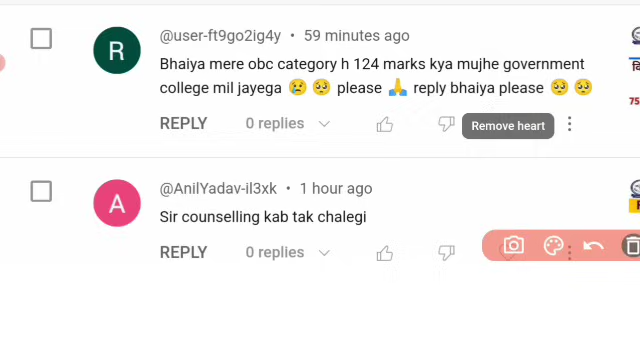 @user-ft9go2ig4y • 59 minutes ago
R
Bhaiya mere obc category h 124 marks kya mujhe government
college mil jayega 😢 🥺 please 🙏 reply bhaiya please 🥺 🥺
REPLY 0 replies
Remove heart
@AnilYadav-il3xk • 1 hour ago
A
Sir counselling kab tak chalegi
REPLY 0 replies
75